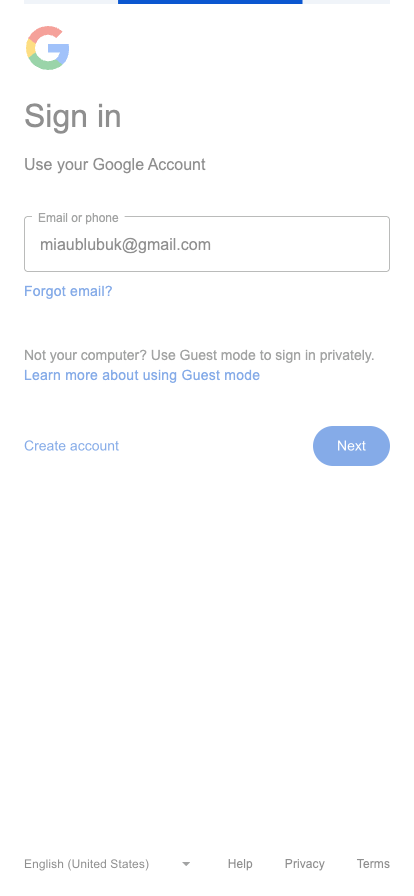 Sign in
Use your Google Account
Email or phone
miaublubuk@gmail.com
Forgot email?
Not your computer? Use Guest mode to sign in privately.
Learn more about using Guest mode
Create account
Next
English (United States)
Help
Privacy
Terms